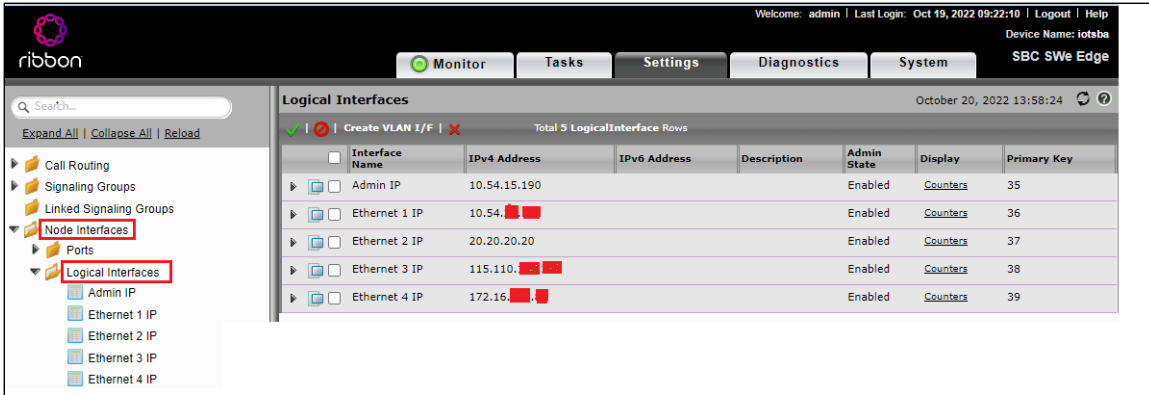 Welcome: admin | Last Login: Oct 19, 2022 09:22:10 | Logout | Help
Device Name: iotsba
ribbon
SBC SWe Edge
Monitor Tasks Settings Diagnostics System
Search...
Expand All | Collapse All | Reload
Call Routing
Signaling Groups
Linked Signaling Groups
Node Interfaces
Ports
Logical Interfaces
Admin IP
Ethernet 1 IP
Ethernet 2 IP
Ethernet 3 IP
Ethernet 4 IP
Logical Interfaces October 20, 2022 13:58:24
| | Create VLAN I/F | Total 5 LogicalInterface Rows
Interface Name IPv4 Address IPv6 Address Description Admin State Display Primary Key
Admin IP 10.54.15.190 Enabled Counters 35
Ethernet 1 IP 10.54. Enabled Counters 36
Ethernet 2 IP 20.20.20.20 Enabled Counters 37
Ethernet 3 IP 115.110. Enabled Counters 38
Ethernet 4 IP 172.16. Enabled Counters 39